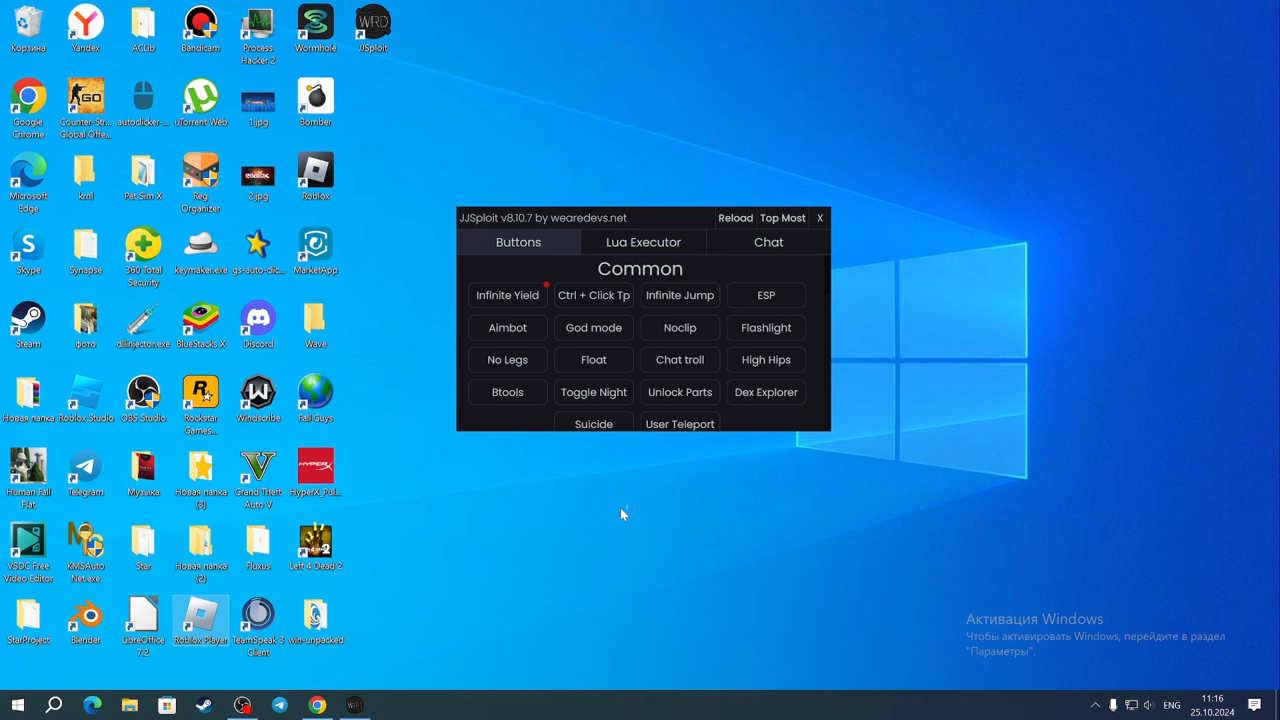 Корзина
Yandex
ACLib
Bandicam
Process
Hacker 2
Wormhole
WRD
JJSploit
Google
Chrome
GO
Counter-Str...
Global Offe...
autoclicker-...
uTorrent Web
1.jpg
Bomber
Microsoft
Edge
kml
Pet Sim X
Reg
Organizer
2.jpg
Roblox
Skype
Synapse
360 Total
Security
keymaker.exe
gs-auto-clic...
MarketApp
Steam
фото
dllinjector.exe
BlueStacks X
Discord
Wave
Новая папка
Roblox Studio
OBS Studio
Rockstar
Games...
Windscribe
Fall Guys
Human Fall
Flat
Telegram
Музыка
Новая папка
(3)
Grand Theft
Auto V
HYPERX
HyperX_Pul...
VSDC Free
Video Editor
KMSAuto
Net.exe
Star
Новая папка
(2)
Fluxus
Left 4 Dead 2
StarProject
Blender
LibreOffice
7.2
Roblox Player
TeamSpeak 3
Client
win-unpacked
JJSploit v8.10.7 by wearedevs.net
Reload
Top Most
X
Buttons
Lua Executor
Chat
Common
Infinite Yield
Ctrl + Click Tp
Infinite Jump
ESP
Aimbot
God mode
Noclip
Flashlight
No Legs
Float
Chat troll
High Hips
Btools
Toggle Night
Unlock Parts
Dex Explorer
Suicide
User Teleport
Активация Windows
Чтобы активировать Windows, перейдите в раздел
"Параметры".
11:16
25.10.2024